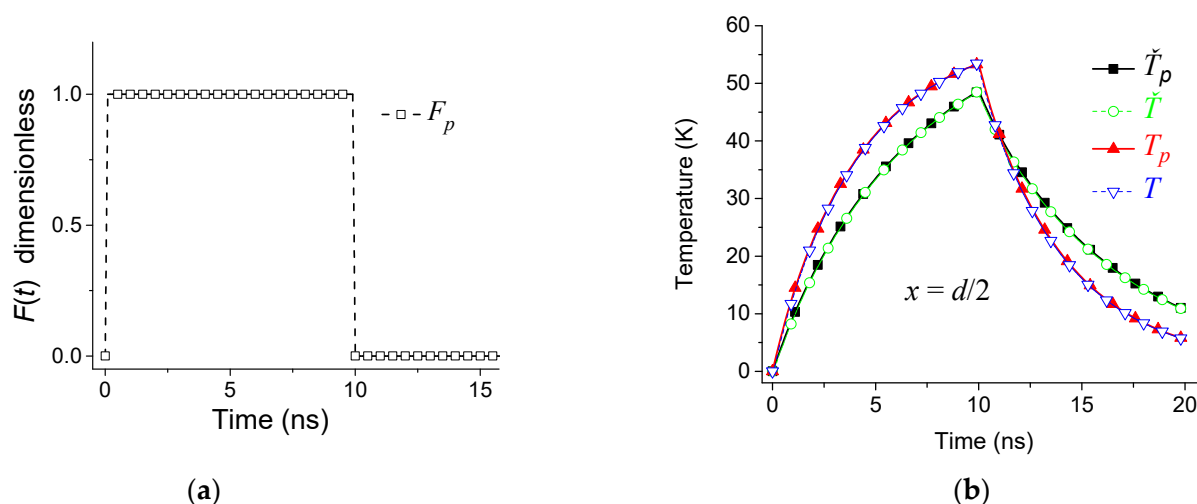 F(t) dimensionless
1.0
0.5
0.0
0
5
10
15
Time (ns)
F_p
(a)
Temperature (K)
60
50
40
30
20
10
0
0
5
10
15
20
Time (ns)
Ť_p
Ť
T_p
T
x = d/2
(b)